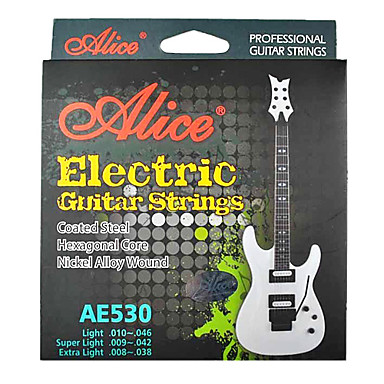 Alice®
PROFESSIONAL
GUITAR STRINGS
Alice®
Electric
Guitar Strings
Coated Steel
Hexagonal Core
Nickel Alloy Wound
Alice
AE530
Light .010~.046
Super Light .009~.042
Extra Light .008~.038